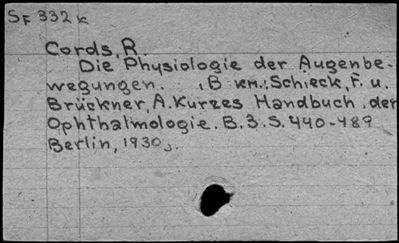 SF 332 k
Cords, R.
Die Physiologie der Augenbe-
wegungen. , В кн.: Schieck, F. u.
Brückner, A. Kurzes Handbuch der
Ophthalmologie. B. 3. S. 440-489
Berlin, 1930.